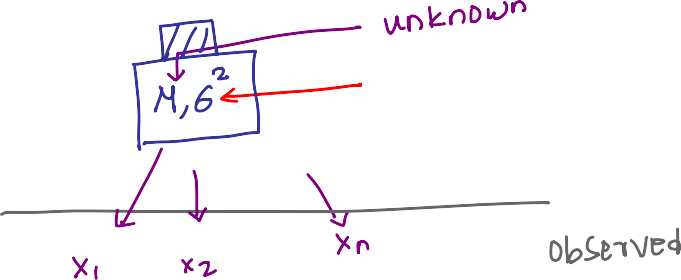 unknown
μ, σ²
x₁ x₂ xₙ
observed